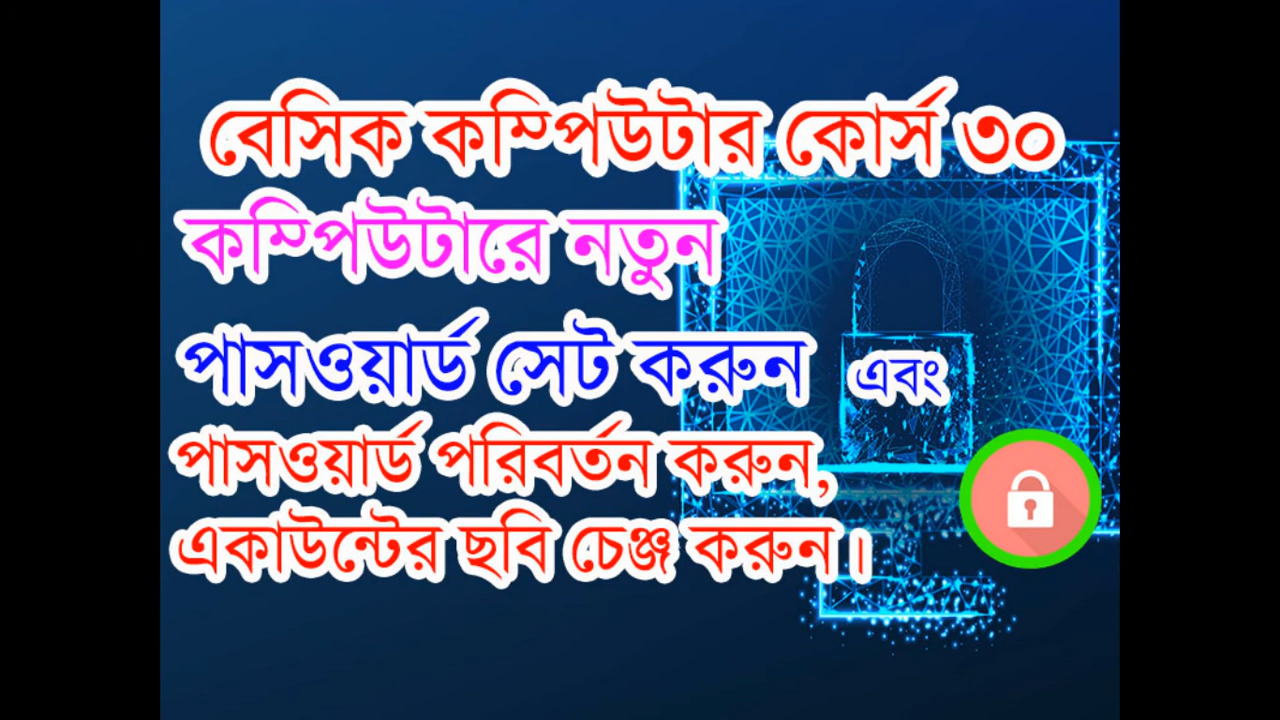 বেসিক কম্পিউটার কোর্স ৩০
কম্পিউটারে নতুন
পাসওয়ার্ড সেট করুন এবং
পাসওয়ার্ড পরিবর্তন করুন,
একাউন্টের ছবি চেঞ্জ করুন।